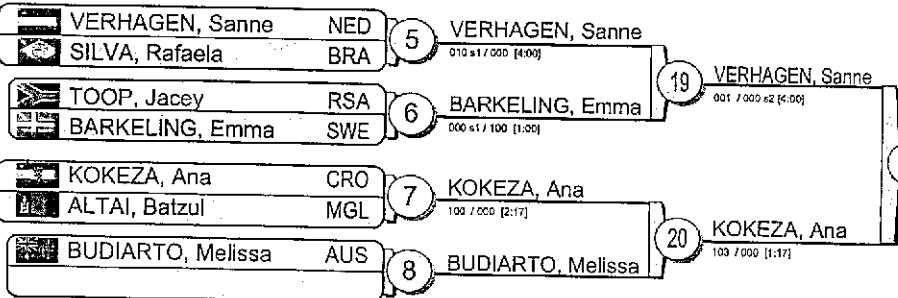 VERHAGEN, Sanne NED
SILVA, Rafaela BRA
5
VERHAGEN, Sanne
010 s1 / 000 [4:00]
TOOP, Jacey RSA
BARKELING, Emma SWE
6
BARKELING, Emma
000 s1 / 100 [1:00]
19
VERHAGEN, Sanne
001 / 000 s2 [4:00]
KOKEZA, Ana CRO
ALTAI, Batzul MGL
7
KOKEZA, Ana
100 / 000 [2:17]
BUDIARTO, Melissa AUS
8
BUDIARTO, Melissa
20
KOKEZA, Ana
103 / 000 [1:17]